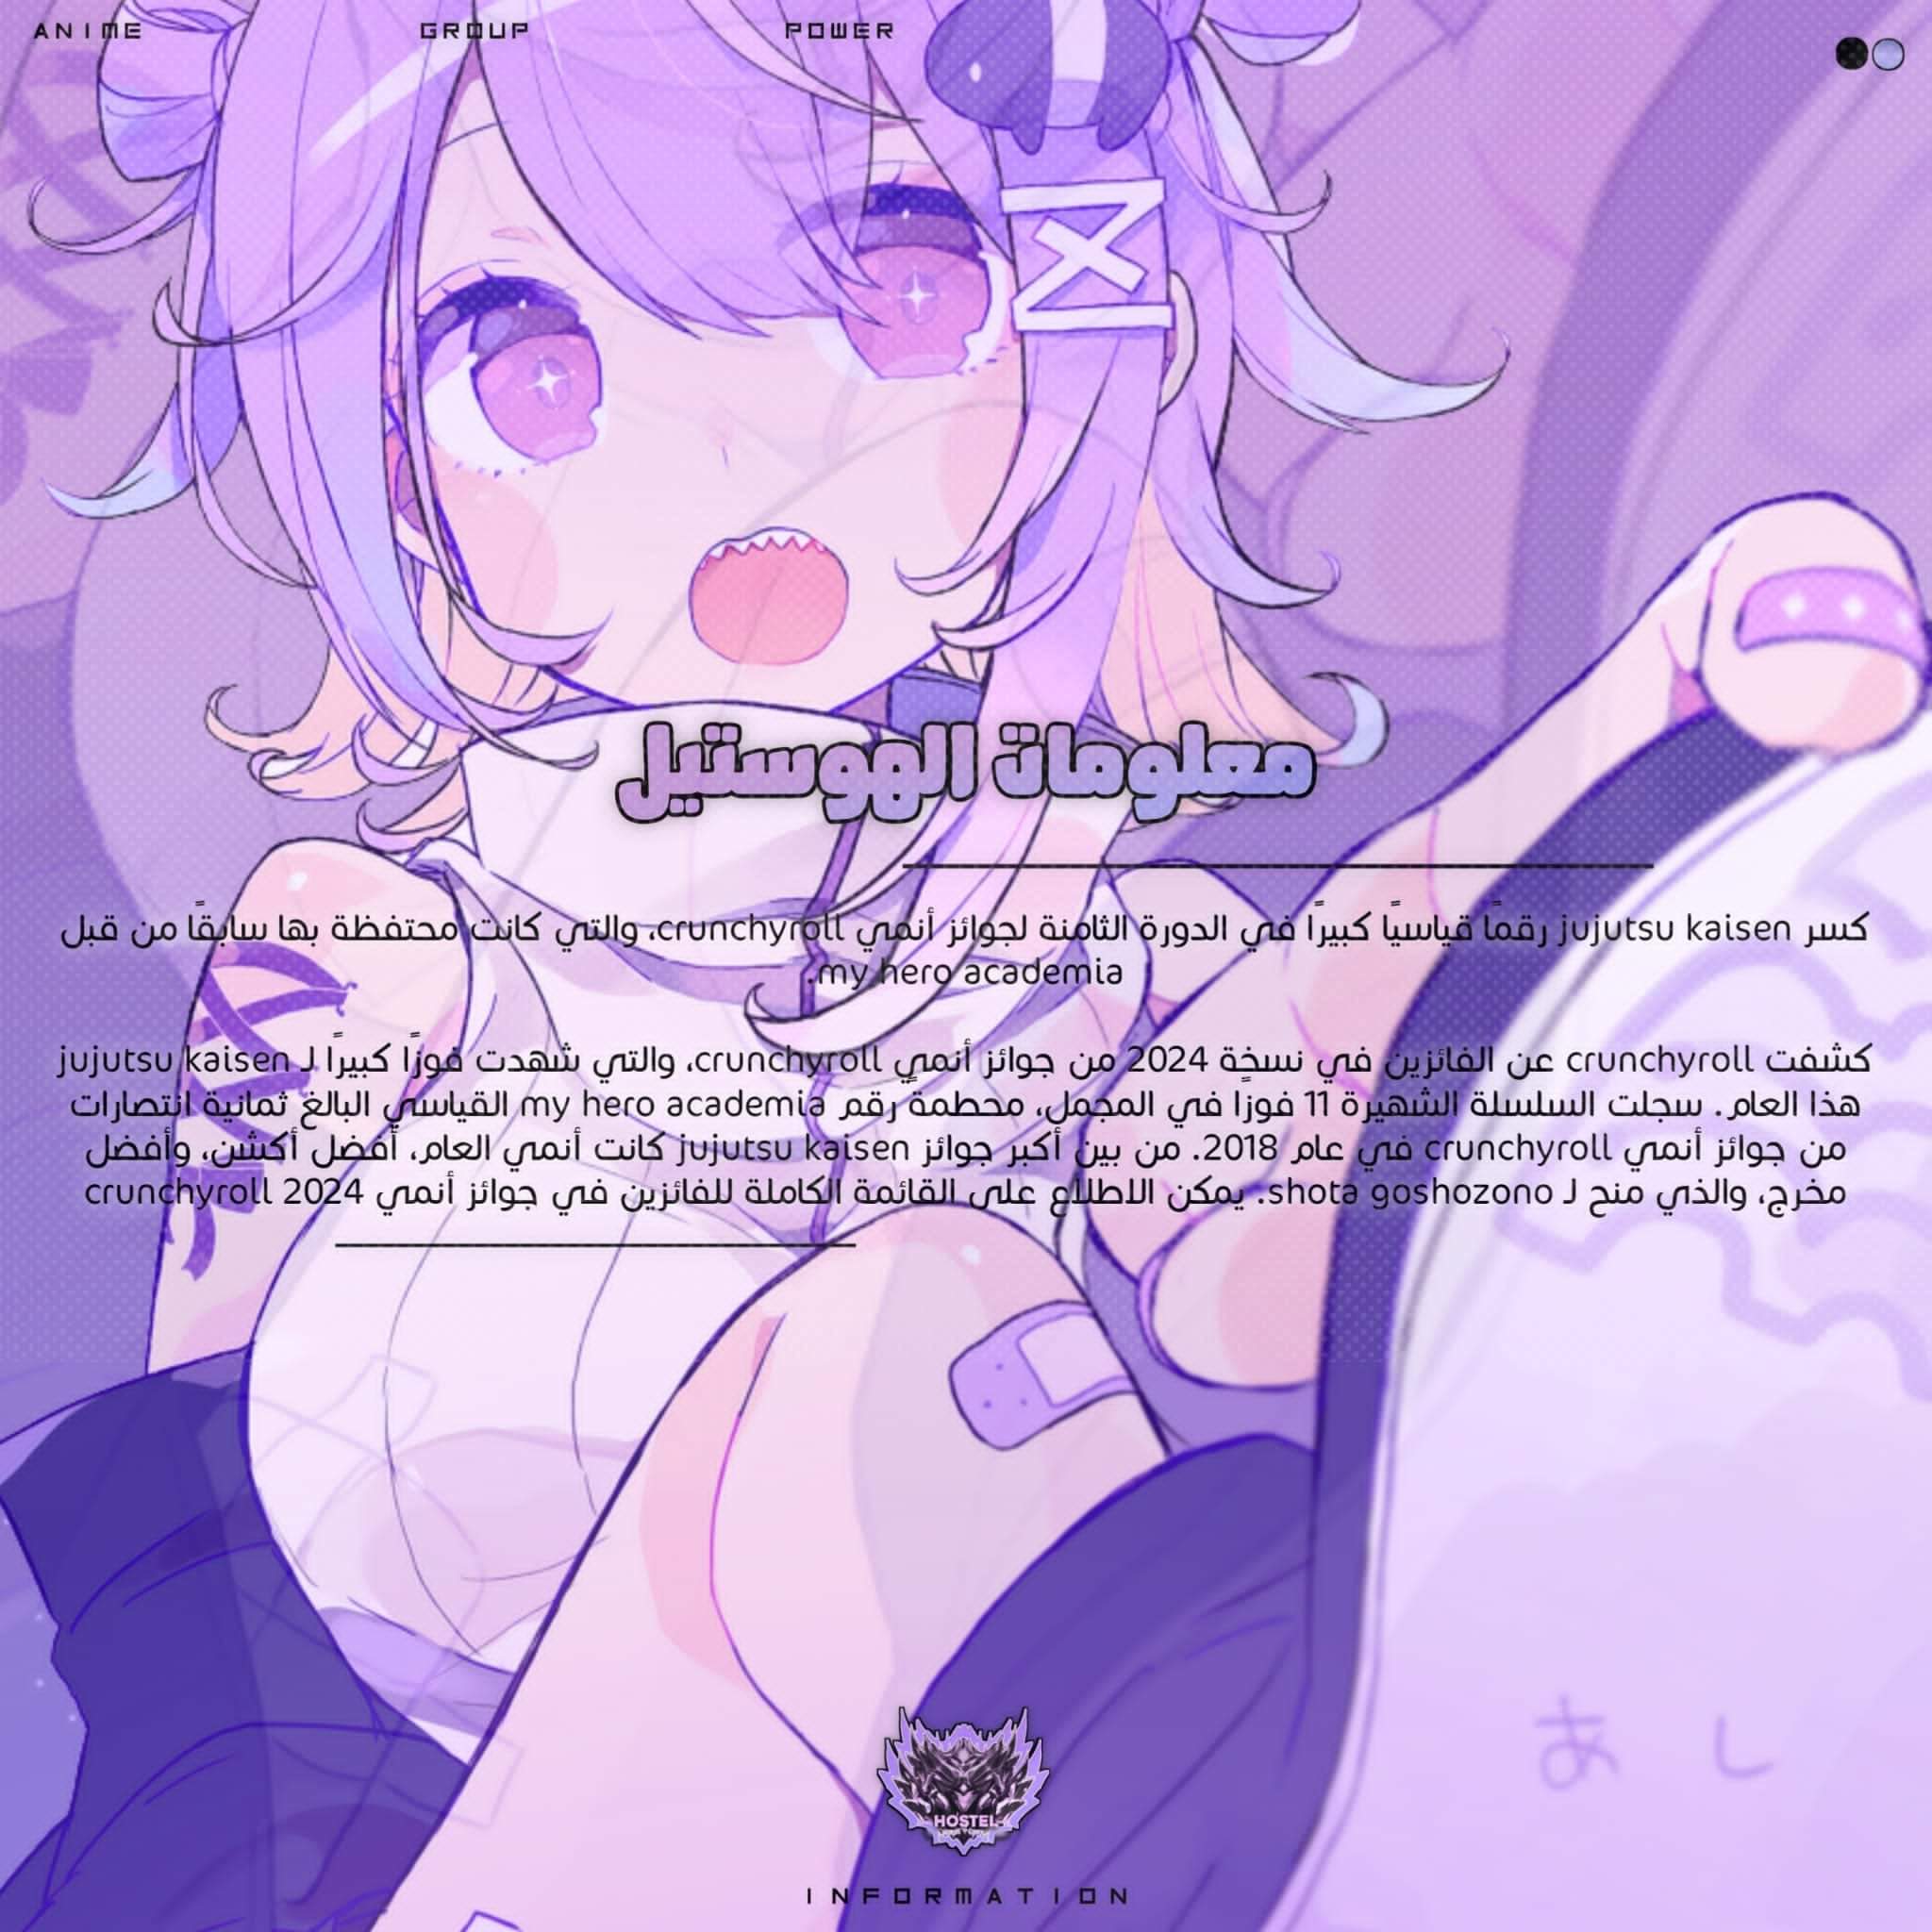 ANIME GROUP POWER
معلومات الهوستيل
كسر jujutsu kaisen رقمًا قياسيًا كبيرًا في الدورة الثامنة لجوائز أنمي crunchyroll، والتي كانت محتفظة بها سابقًا من قبل
my hero academia.
كشفت crunchyroll عن الفائزين في نسخة 2024 من جوائز أنمي crunchyroll، والتي شهدت فوزًا كبيرًا لـ jujutsu kaisen
هذا العام. سجلت السلسلة الشهيرة 11 فوزًا في المجمل، محطمةً رقم my hero academia القياسي البالغ ثمانية انتصارات
من جوائز أنمي crunchyroll في عام 2018. من بين أكبر جوائز jujutsu kaisen كانت أنمي العام، أفضل أكشن، وأفضل
مخرج، والذي منح لـ shota goshozono. يمكن الاطلاع على القائمة الكاملة للفائزين في جوائز أنمي crunchyroll 2024
あ し
HOSTEL
INFORMATION